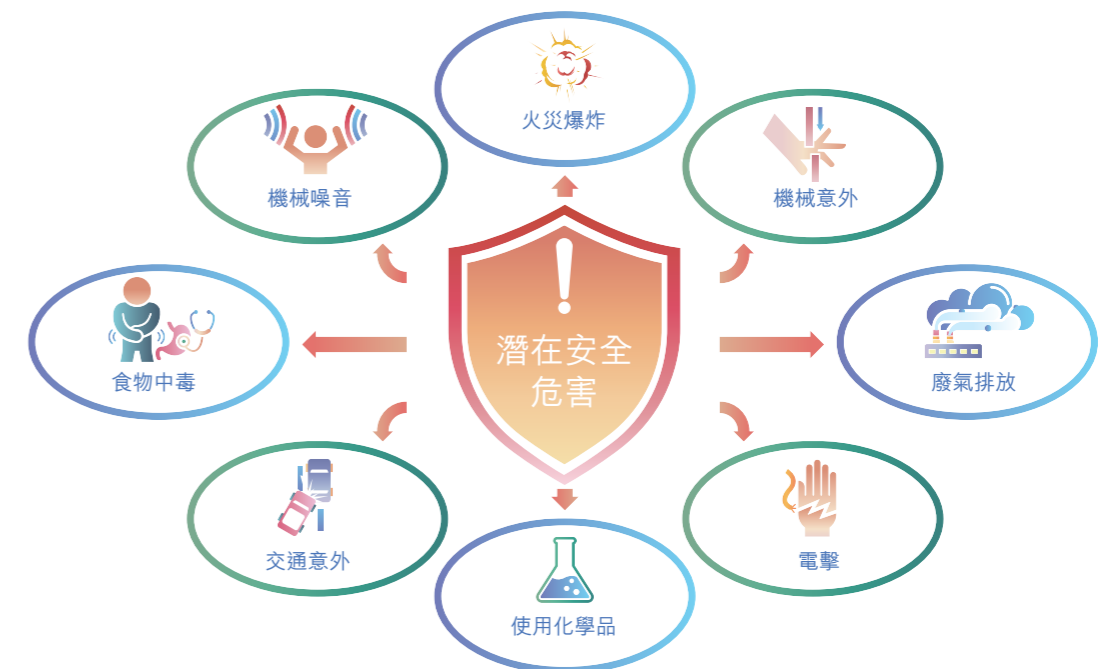 火災爆炸
機械噪音
機械意外
潛在安全
危害
食物中毒
廢氣排放
交通意外
電擊
使用化學品